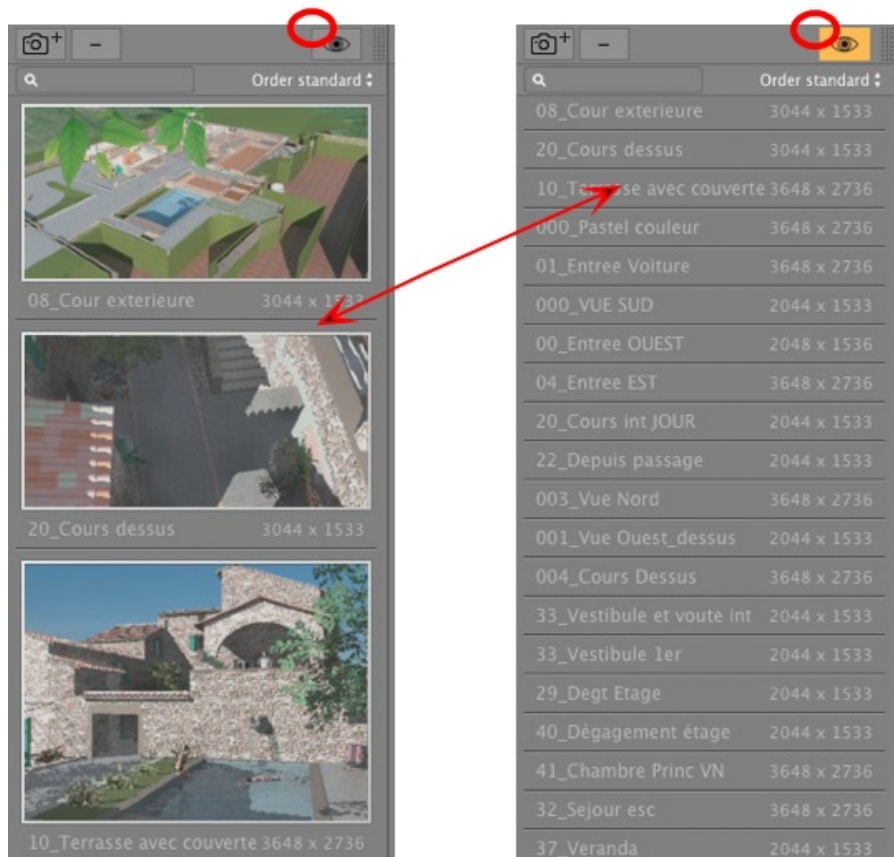 Order standard
08_Cour exterieure 3044 x 1533
20_Cours dessus 3044 x 1533
10_Terrasse avec couverte 3648 x 2736
Order standard
08_Cour exterieure 3044 x 1533
20_Cours dessus 3044 x 1533
10_Terrasse avec couverte 3648 x 2736
000_Pastel couleur 3648 x 2736
01_Entree Voiture 3648 x 2736
000_VUE SUD 2044 x 1533
00_Entree OUEST 2048 x 1536
04_Entree EST 3648 x 2736
20_Cours int JOUR 2044 x 1533
22_Depuis passage 2044 x 1533
003_Vue Nord 3648 x 2736
001_Vue Ouest_dessus 2044 x 1533
004_Cours Dessus 3648 x 2736
33_Vestibule et voute int 2044 x 1533
33_Vestibule 1er 2044 x 1533
29_Degt Etage 2044 x 1533
40_Dégagement étage 2044 x 1533
41_Chambre Princ VN 3648 x 2736
32_Sejour esc 3648 x 2736
37_Veranda 2044 x 1533